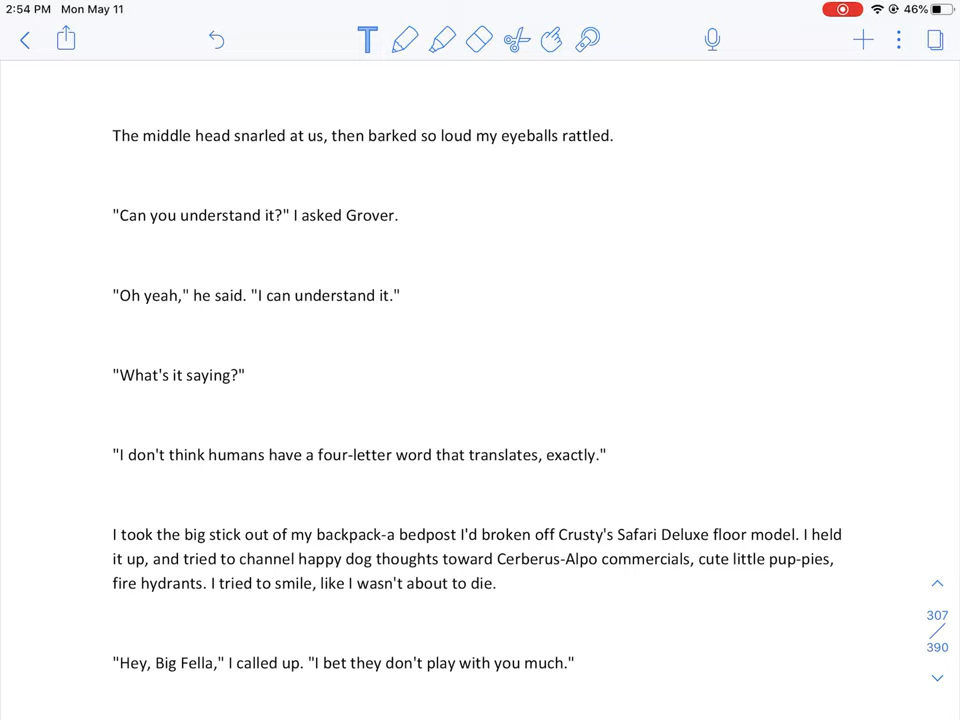 2:54 PM Mon May 11
46%
T
The middle head snarled at us, then barked so loud my eyeballs rattled.
"Can you understand it?" I asked Grover.
"Oh yeah," he said. "I can understand it."
"What's it saying?"
"I don't think humans have a four-letter word that translates, exactly."
I took the big stick out of my backpack-a bedpost I'd broken off Crusty's Safari Deluxe floor model. I held
it up, and tried to channel happy dog thoughts toward Cerberus-Alpo commercials, cute little pup-pies,
fire hydrants. I tried to smile, like I wasn't about to die.
307
390
"Hey, Big Fella," I called up. "I bet they don't play with you much."